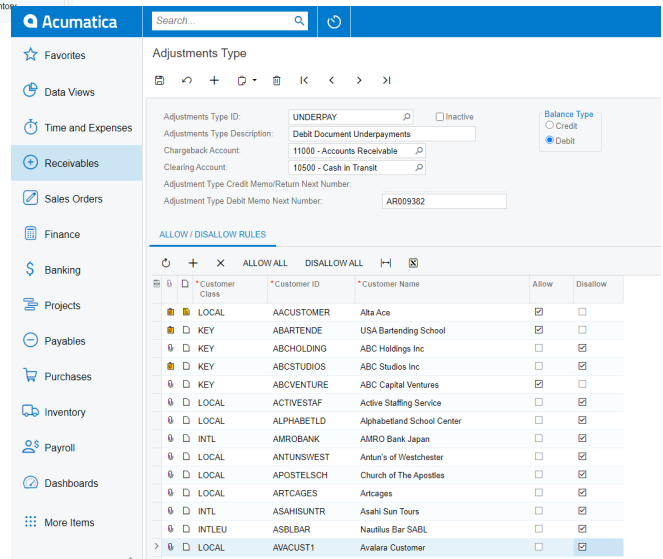 Acumatica
Search...
Favorites
Data Views
Time and Expenses
Receivables
Sales Orders
Finance
Banking
Projects
Payables
Purchases
Inventory
Payroll
Dashboards
More Items
Adjustments Type
Adjustments Type ID: UNDERPAY Inactive
Adjustments Type Description: Debit Document Underpayments
Chargeback Account: 11000 - Accounts Receivable
Clearing Account: 10500 - Cash in Transit
Adjustment Type Credit Memo/Return Next Number:
Adjustment Type Debit Memo Next Number: AR009382
Balance Type
Credit
Debit
ALLOW / DISALLOW RULES
ALLOW ALL DISALLOW ALL
*Customer Class *Customer ID *Customer Name Allow Disallow
LOCAL AACUSTOMER Alta Ace
KEY ABARTENDE USA Bartending School
KEY ABCHOLDING ABC Holdings Inc
KEY ABCSTUDIOS ABC Studios Inc
KEY ABCVENTURE ABC Capital Ventures
LOCAL ACTIVESTAF Active Staffing Service
LOCAL ALPHABETLD Alphabetland School Center
INTL AMROBANK AMRO Bank Japan
LOCAL ANTUNSWEST Antun's of Westchester
LOCAL APOSTELSCH Church of The Apostles
LOCAL ARTCAGES Artcages
INTL ASAHISUNTR Asahi Sun Tours
INTLEU ASBLBAR Nautilus Bar SABL
LOCAL AVACUST1 Avalara Customer